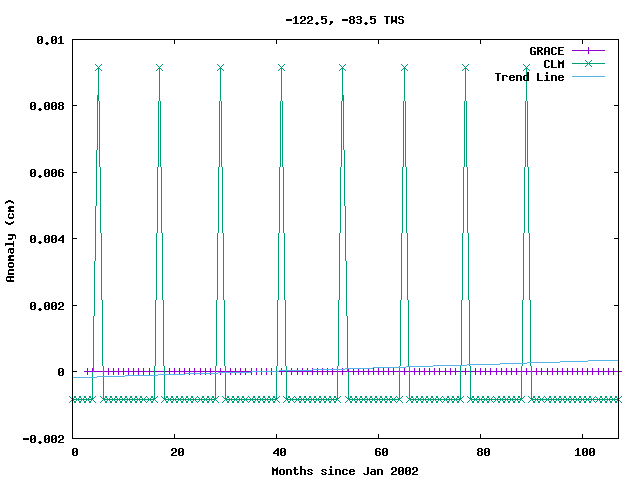 -122.5, -83.5 TWS
0.01
0.008
0.006
0.004
0.002
0
-0.002
Anomaly (cm)
GRACE
CLM
Trend Line
0 20 40 60 80 100
Months since Jan 2002